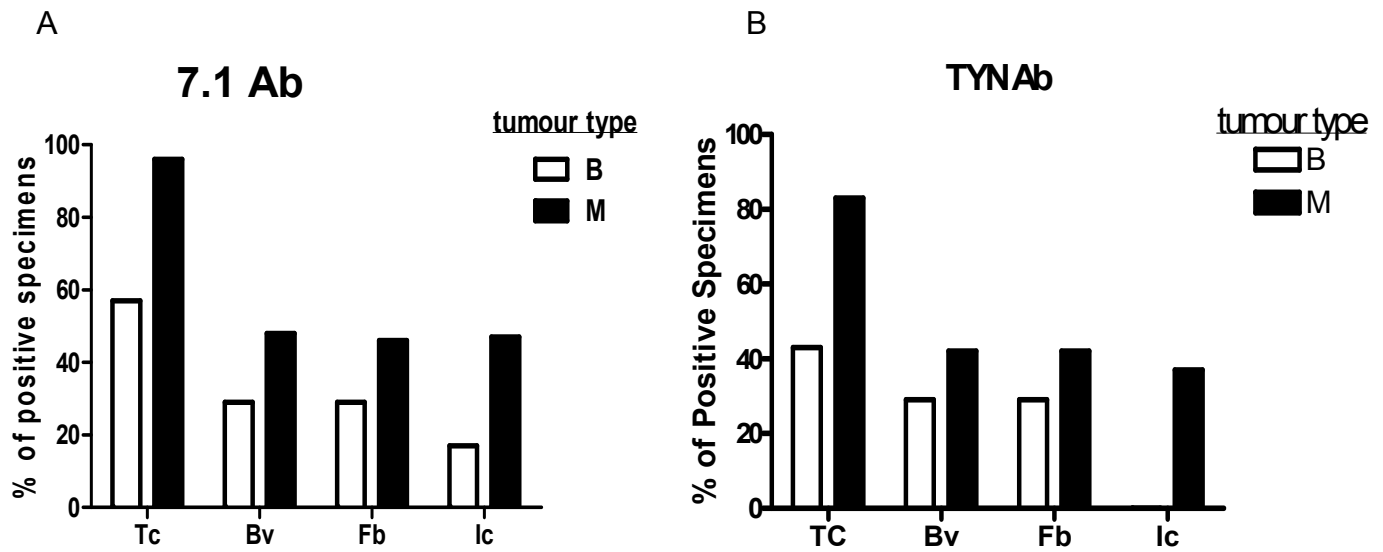 A
7.1 Ab
tumour type
B
M
% of positive specimens
100
80
60
40
20
0
Tc Bv Fb Ic
B
TYNAb
tumour type
B
M
% of Positive Specimens
100
80
60
40
20
0
TC Bv Fb Ic